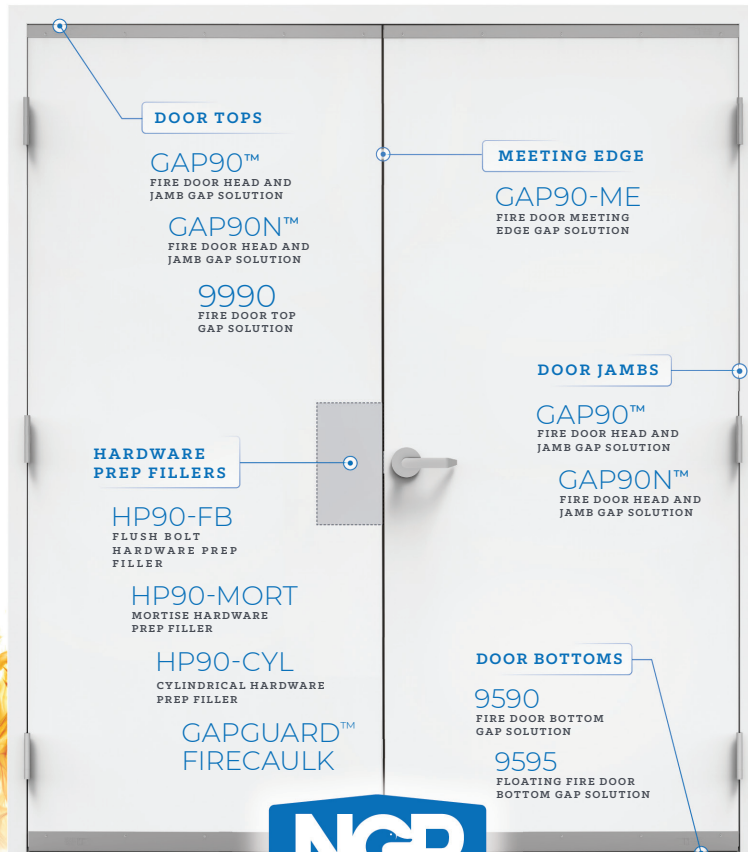 DOOR TOPS
GAP90™
FIRE DOOR HEAD AND
JAMB GAP SOLUTION
GAP90N™
FIRE DOOR HEAD AND
JAMB GAP SOLUTION
9990
FIRE DOOR TOP
GAP SOLUTION
MEETING EDGE
GAP90-ME
FIRE DOOR MEETING
EDGE GAP SOLUTION
DOOR JAMBS
GAP90™
FIRE DOOR HEAD AND
JAMB GAP SOLUTION
GAP90N™
FIRE DOOR HEAD AND
JAMB GAP SOLUTION
HARDWARE
PREP FILLERS
HP90-FB
FLUSH BOLT
HARDWARE PREP
FILLER
HP90-MORT
MORTISE HARDWARE
PREP FILLER
HP90-CYL
CYLINDRICAL HARDWARE
PREP FILLER
GAPGUARD™
FIRECAULK
DOOR BOTTOMS
9590
FIRE DOOR BOTTOM
GAP SOLUTION
9595
FLOATING FIRE DOOR
BOTTOM GAP SOLUTION
NGP